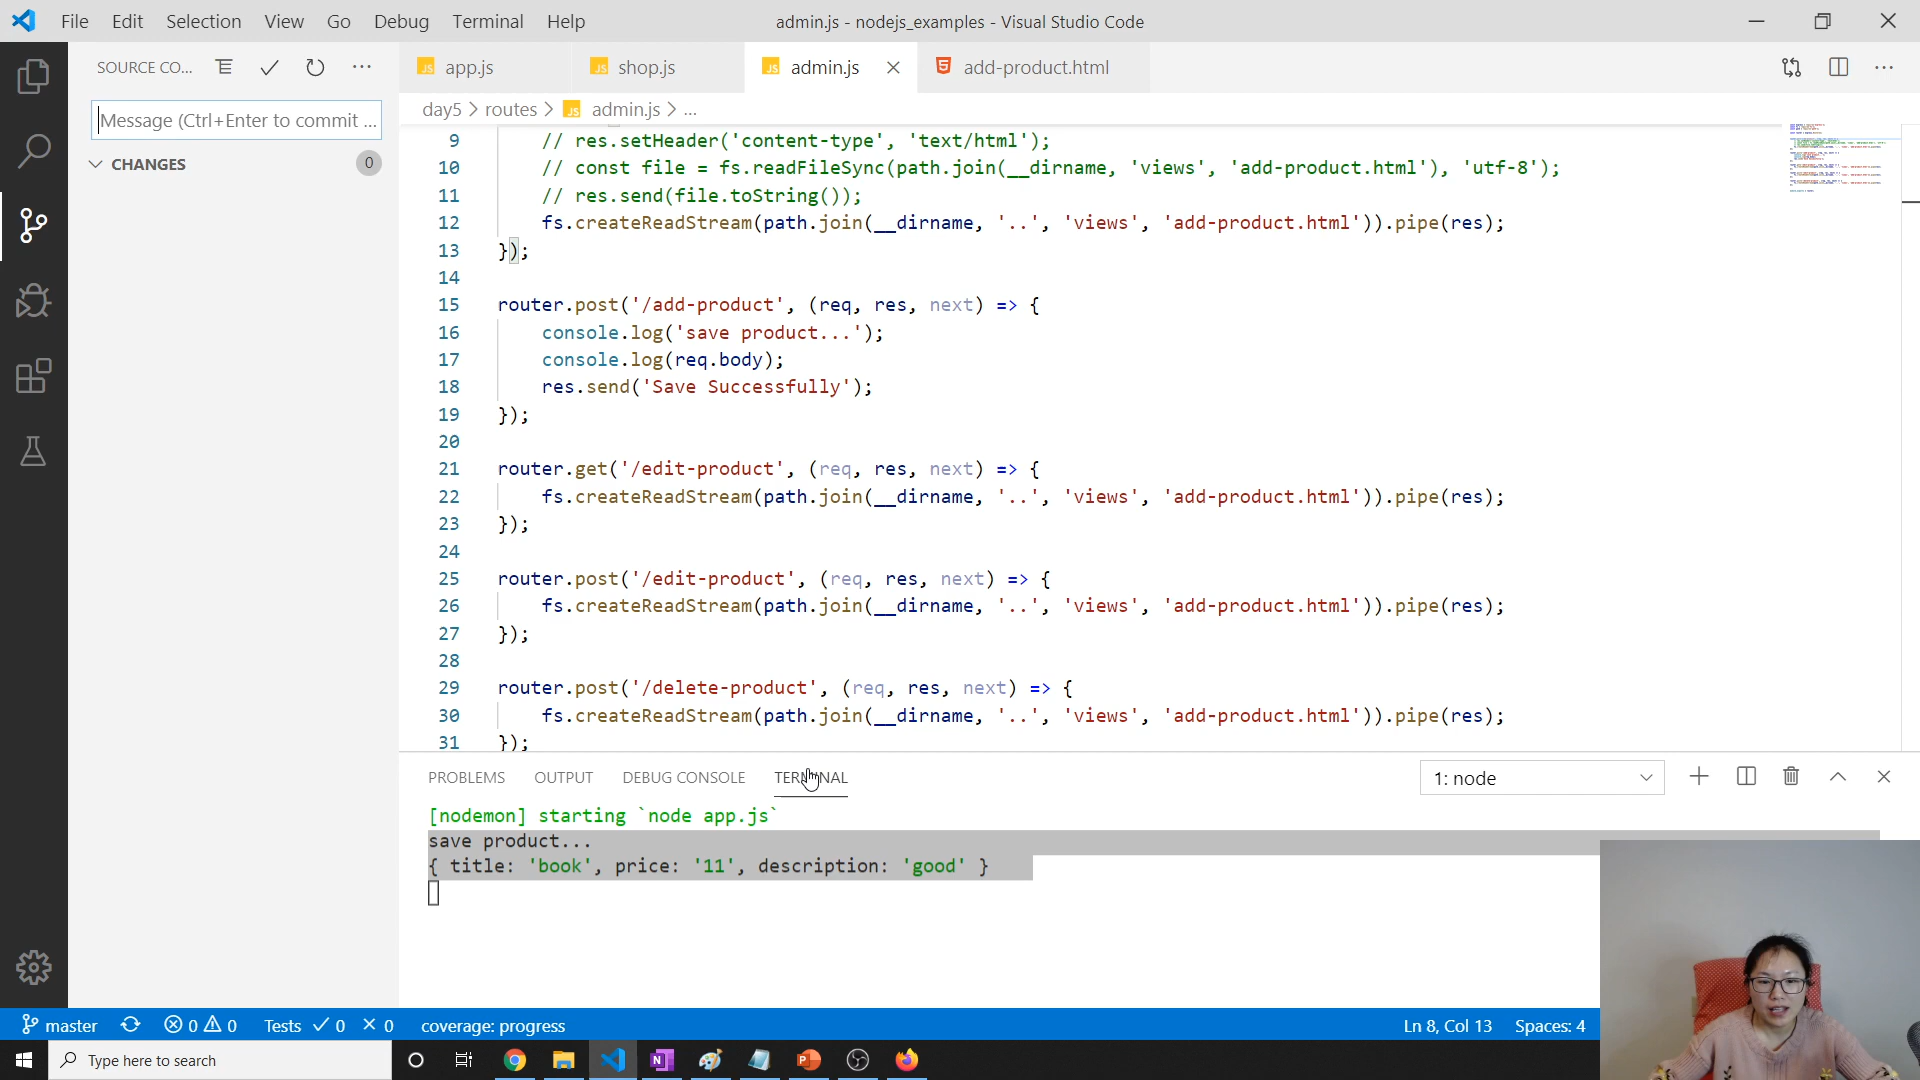 File Edit Selection View Go Debug Terminal Help
admin.js - nodejs_examples - Visual Studio Code
SOURCE CO...
app.js
shop.js
admin.js
add-product.html
Message (Ctrl+Enter to commit ...
day5 > routes > admin.js > ...
CHANGES 0
9 // res.setHeader('content-type', 'text/html');
10 // const file = fs.readFileSync(path.join(__dirname, 'views', 'add-product.html'), 'utf-8');
11 // res.send(file.toString());
12 fs.createReadStream(path.join(__dirname, '..', 'views', 'add-product.html')).pipe(res);
13 });
14
15 router.post('/add-product', (req, res, next) => {
16 console.log('save product...');
17 console.log(req.body);
18 res.send('Save Successfully');
19 });
20
21 router.get('/edit-product', (req, res, next) => {
22 fs.createReadStream(path.join(__dirname, '..', 'views', 'add-product.html')).pipe(res);
23 });
24
25 router.post('/edit-product', (req, res, next) => {
26 fs.createReadStream(path.join(__dirname, '..', 'views', 'add-product.html')).pipe(res);
27 });
28
29 router.post('/delete-product', (req, res, next) => {
30 fs.createReadStream(path.join(__dirname, '..', 'views', 'add-product.html')).pipe(res);
31 });
PROBLEMS OUTPUT DEBUG CONSOLE TERMINAL
1: node
[nodemon] starting `node app.js`
save product...
{ title: 'book', price: '11', description: 'good' }
master 0 0 Tests 0 0 coverage: progress
Ln 8, Col 13 Spaces: 4
Type here to search